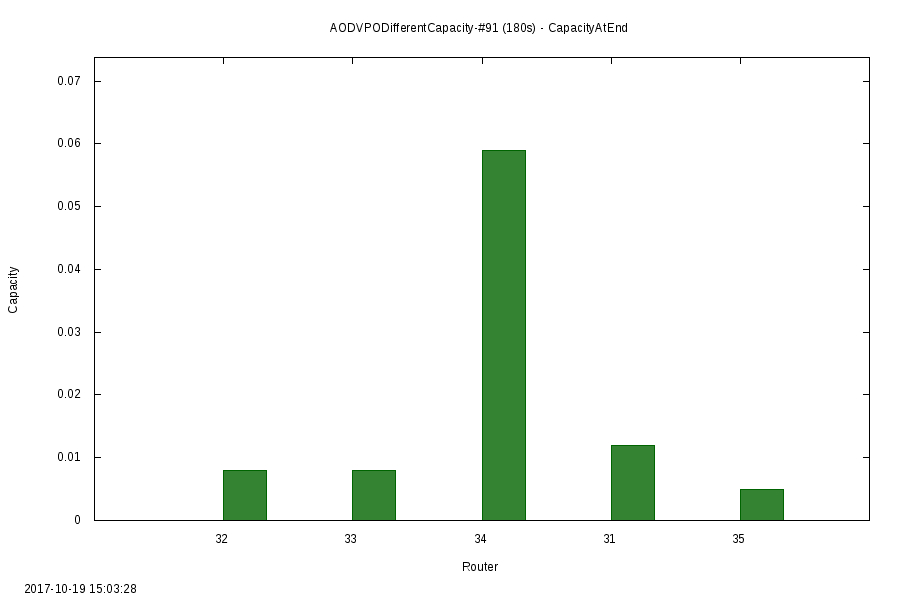 AODVPODifferentCapacity-#91 (180s) - CapacityAtEnd
0.07
0.06
0.05
0.04
0.03
0.02
0.01
0
Capacity
32 33 34 31 35
Router
2017-10-19 15:03:28